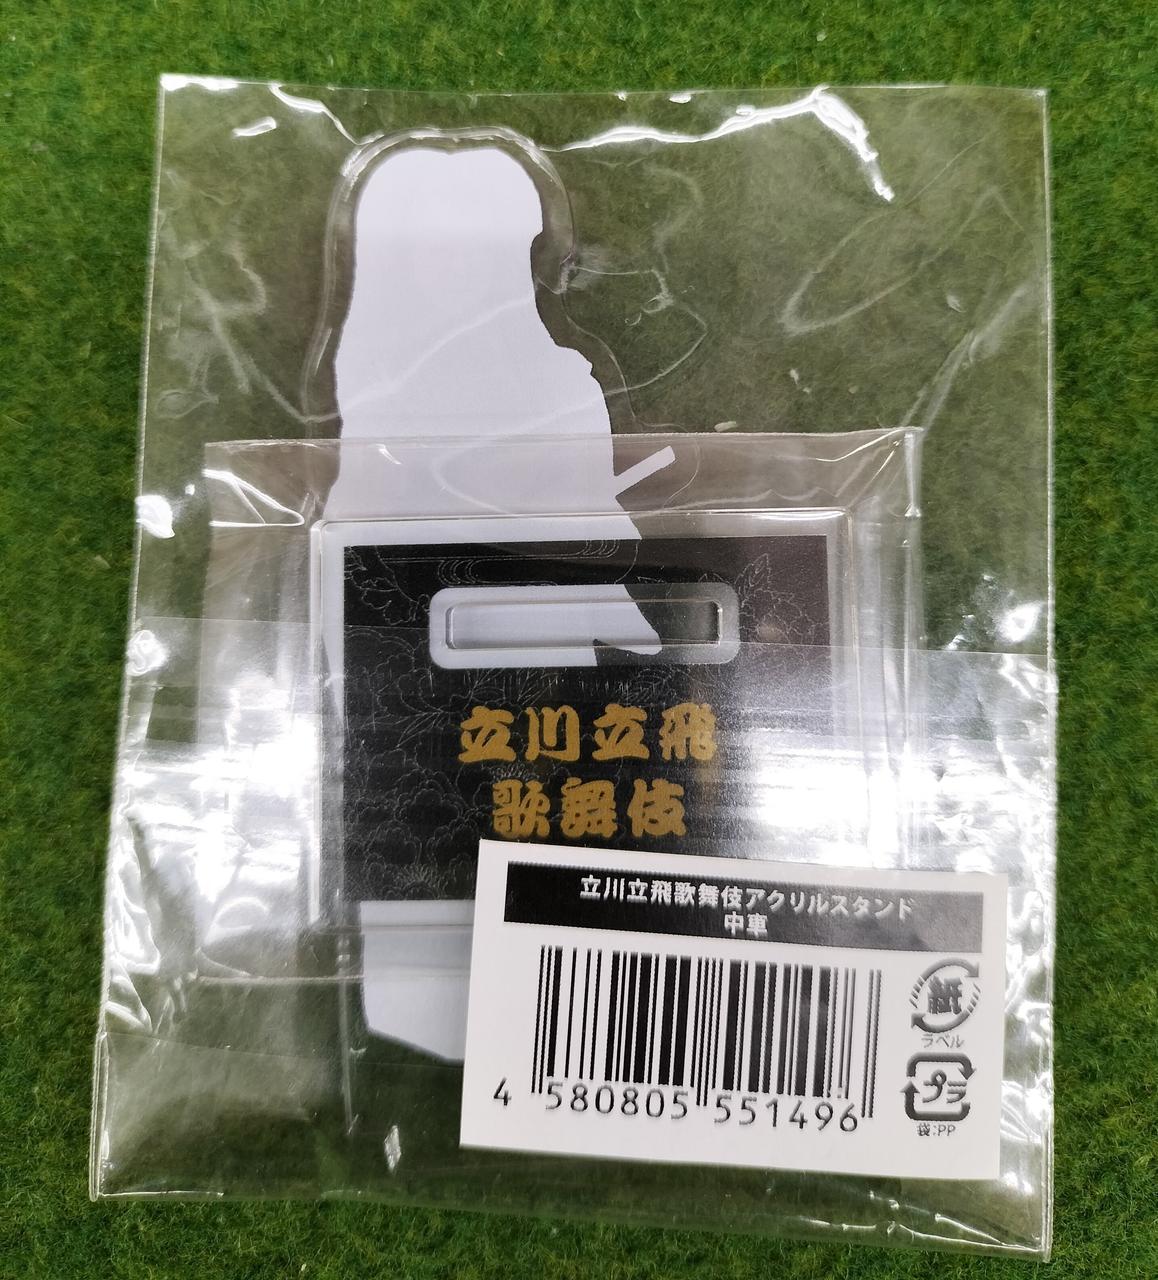 立川立飛
歌舞伎
立川立飛歌舞伎アクリルスタンド
中車
紙
ラベル
プラ
袋:PP
4 580805 551496